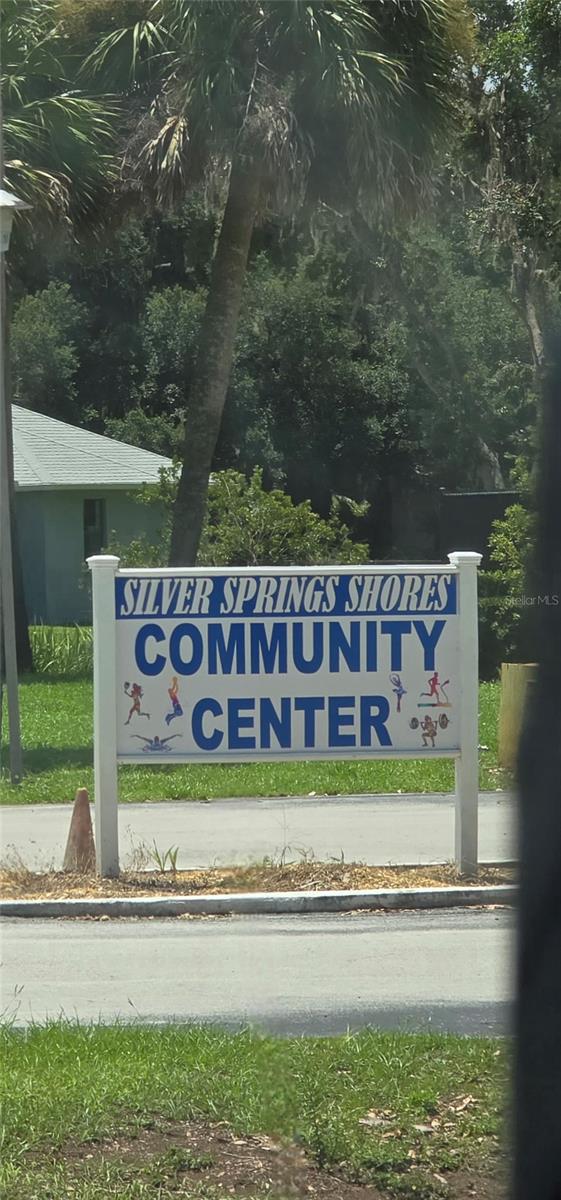 SILVER SPRINGS SHORES
COMMUNITY
CENTER
Stellar MLS